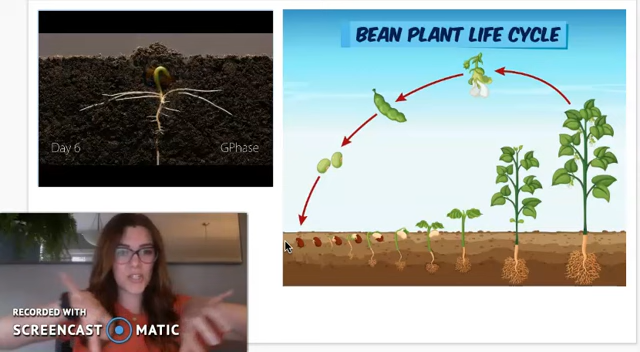 BEAN PLANT LIFE CYCLE
Day 6
GPhase
RECORDED WITH
SCREENCAST MATIC